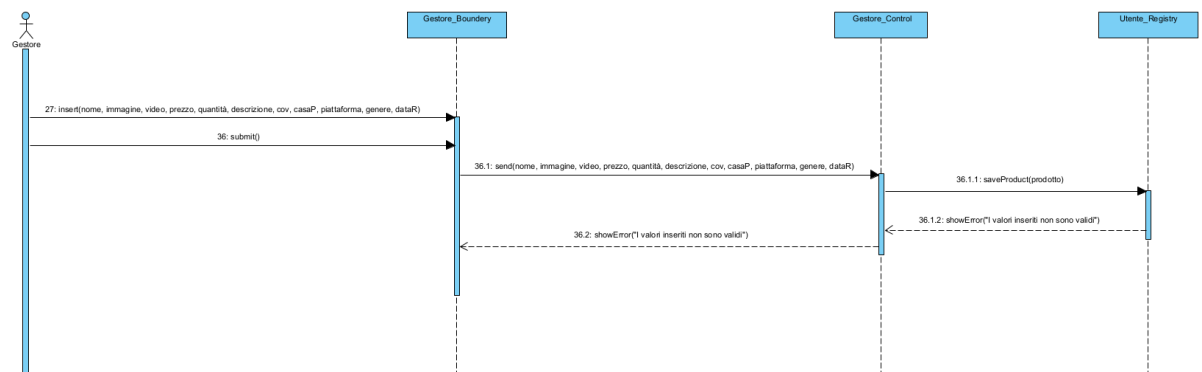 Gestore
Gestore_Boundery
Gestore_Control
Utente_Registry
27: insert(nome, immagine, video, prezzo, quantità, descrizione, cov, casaP, piattaforma, genere, dataR)
36: submit()
36.1: send(nome, immagine, video, prezzo, quantità, descrizione, cov, casaP, piattaforma, genere, dataR)
36.1.1: saveProduct(prodotto)
36.1.2: showError("I valori inseriti non sono validi")
36.2: showError("I valori inseriti non sono validi")